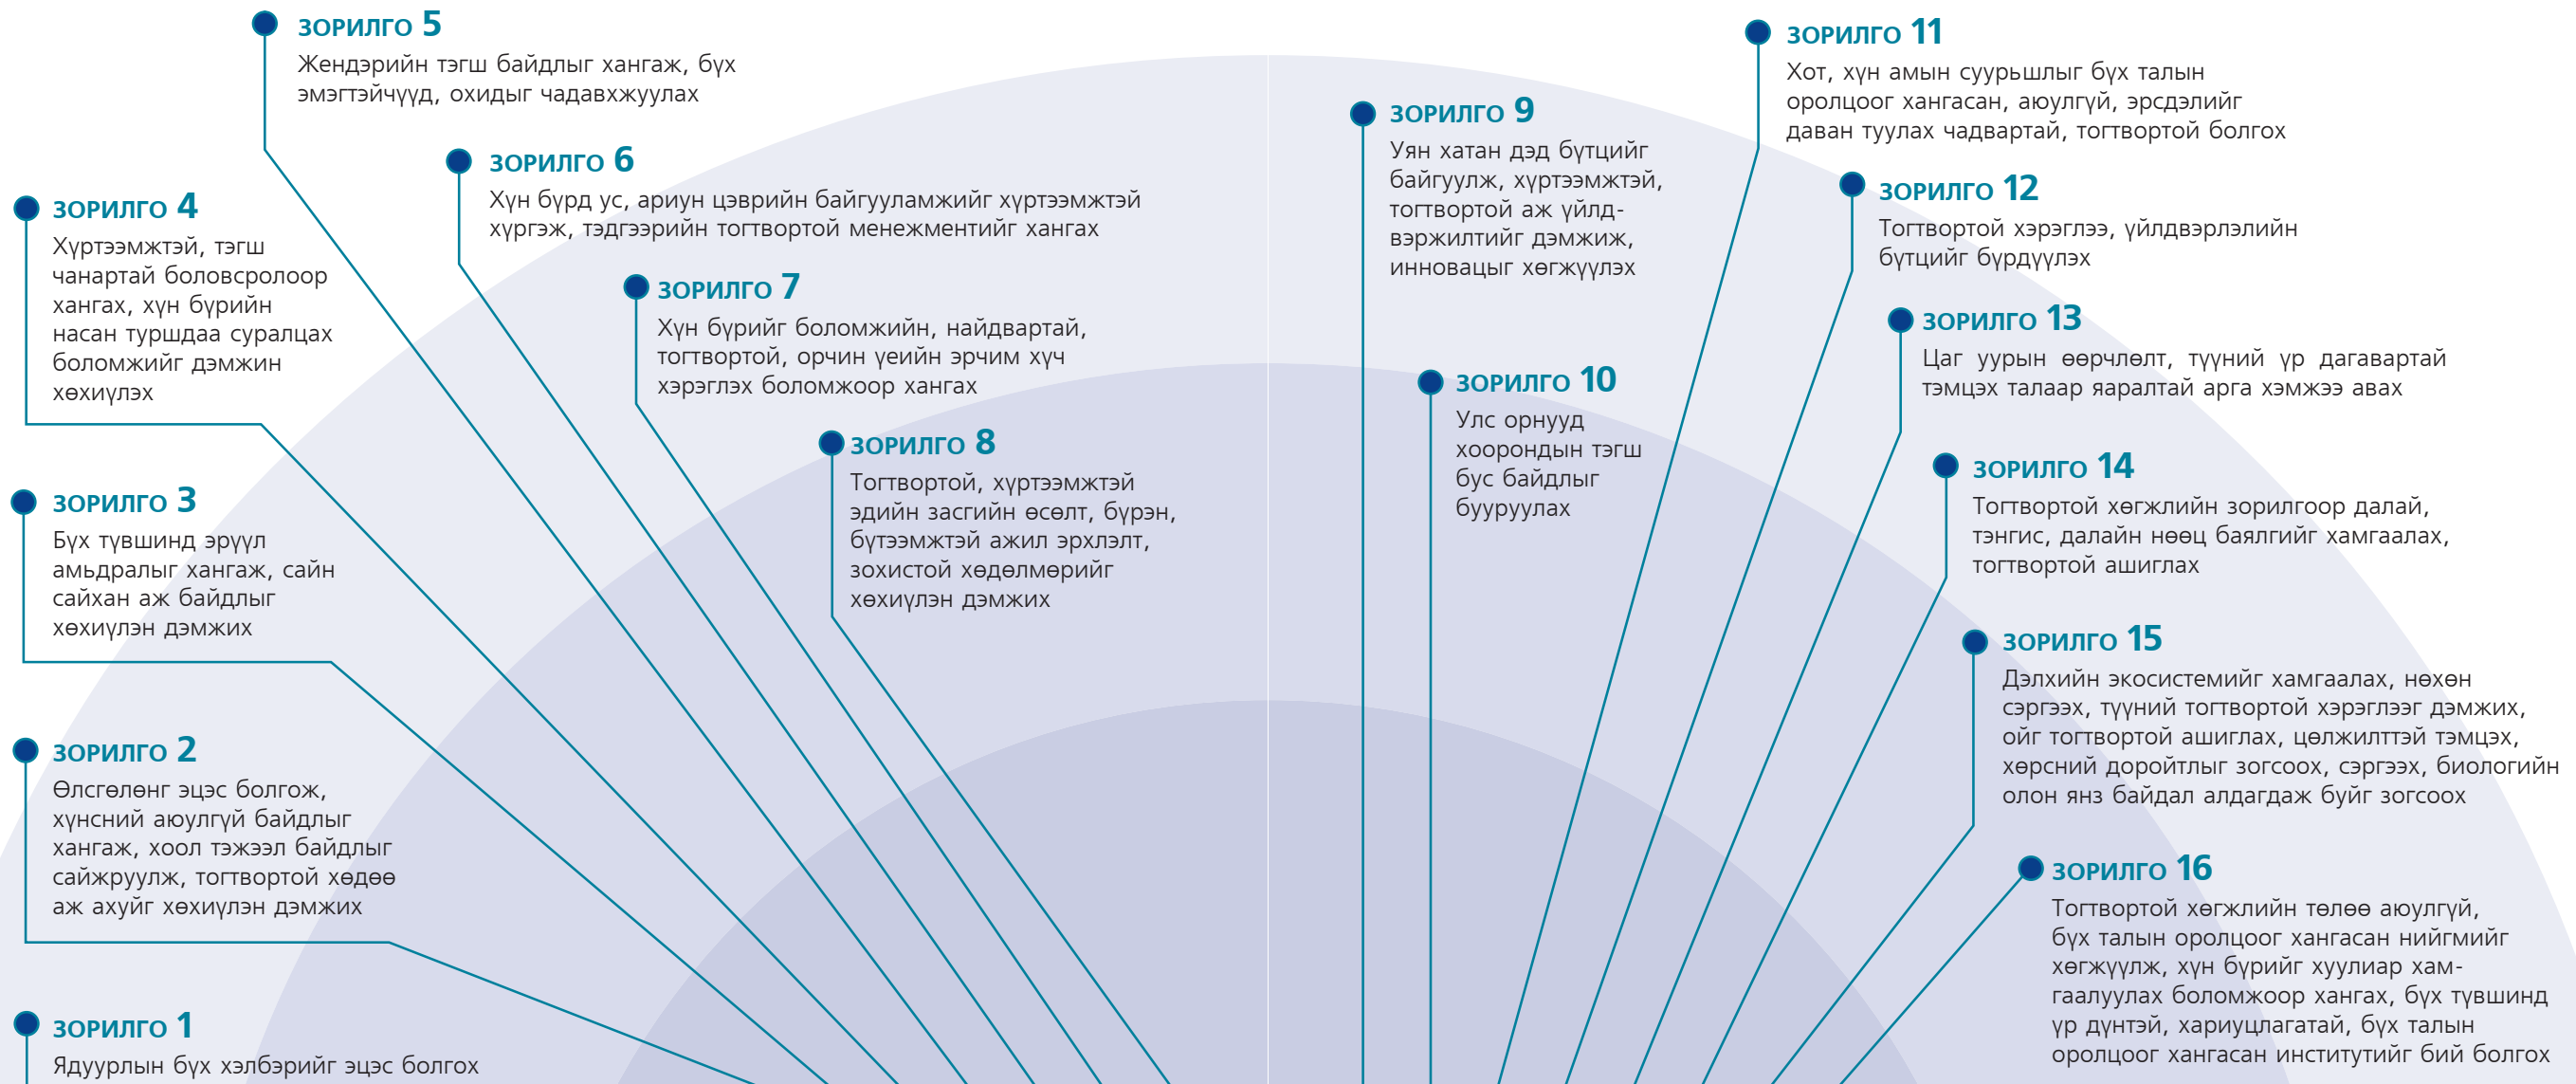 ЗОРИЛГО 5
Жендэрийн тэгш байдлыг хангаж, бүх
эмэгтэйчүүд, охидыг чадавхжуулах
ЗОРИЛГО 6
Хүн бүрд ус, ариун цэврийн байгууламжийг хүртээмжтэй
хүргэж, тэдгээрийн тогтвортой менежментийг хангах
ЗОРИЛГО 4
Хүртээмжтэй, тэгш
чанартай боловсролоор
хангах, хүн бүрийн
насан туршдаа суралцах
боломжийг дэмжин
хөхиүлэх
ЗОРИЛГО 7
Хүн бүрийг боломжийн, найдвартай,
тогтвортой, орчин үеийн эрчим хүч
хэрэглэх боломжоор хангах
ЗОРИЛГО 8
Тогтвортой, хүртээмжтэй
эдийн засгийн өсөлт, бүрэн,
бүтээмжтэй ажил эрхлэлт,
зохистой хөдөлмөрийг
хөхиүлэн дэмжих
ЗОРИЛГО 3
Бүх түвшинд эрүүл
амьдралыг хангаж, сайн
сайхан аж байдлыг
хөхиүлэн дэмжих
ЗОРИЛГО 2
Өлсгөлөнг эцэс болгож,
хүнсний аюулгүй байдлыг
хангаж, хоол тэжээл байдлыг
сайжруулж, тогтвортой хөдөө
аж ахуйг хөхиүлэн дэмжих
ЗОРИЛГО 1
Ядуурлын бүх хэлбэрийг эцэс болгох
ЗОРИЛГО 9
Уян хатан дэд бүтцийг
байгуулж, хүртээмжтэй,
тогтвортой аж үйлд-
вэржилтийг дэмжиж,
инновацыг хөгжүүлэх
ЗОРИЛГО 10
Улс орнууд
хоорондын тэгш
бус байдлыг
бууруулах
ЗОРИЛГО 11
Хот, хүн амын суурьшлыг бүх талын
оролцоог хангасан, аюулгүй, эрсдэлийг
даван туулах чадвартай, тогтвортой болгох
ЗОРИЛГО 12
Тогтвортой хэрэглээ, үйлдвэрлэлийн
бүтцийг бүрдүүлэх
ЗОРИЛГО 13
Цаг уурын өөрчлөлт, түүний үр дагавартай
тэмцэх талаар яаралтай арга хэмжээ авах
ЗОРИЛГО 14
Тогтвортой хөгжлийн зорилгоор далай,
тэнгис, далайн нөөц баялгийг хамгаалах,
тогтвортой ашиглах
ЗОРИЛГО 15
Дэлхийн экосистемийг хамгаалах, нөхөн
сэргээх, түүний тогтвортой хэрэглээг дэмжих,
ойг тогтвортой ашиглах, цөлжилттэй тэмцэх,
хөрсний доройтлыг зогсоох, сэргээх, биологийн
олон янз байдал алдагдаж буйг зогсоох
ЗОРИЛГО 16
Тогтвортой хөгжлийн төлөө аюулгүй,
бүх талын оролцоог хангасан нийгмийг
хөгжүүлж, хүн бүрийг хуулиар хам-
гаалуулах боломжоор хангах, бүх түвшинд
үр дүнтэй, хариуцлагатай, бүх талын
оролцоог хангасан институтийг бий болгох